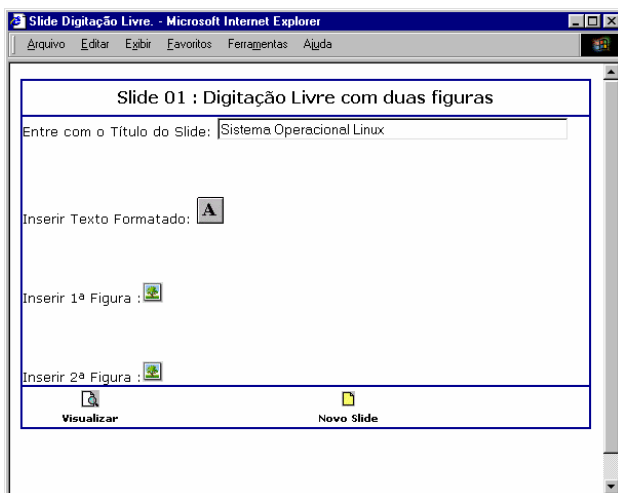 Slide Digitação Livre. - Microsoft Internet Explorer
Arquivo Editar Exibir Favoritos Ferramentas Ajuda
Slide 01 : Digitação Livre com duas figuras
Entre com o Título do Slide: Sistema Operacional Linux
Inserir Texto Formatado: A
Inserir 1ª Figura :
Inserir 2ª Figura :
Visualizar Novo Slide